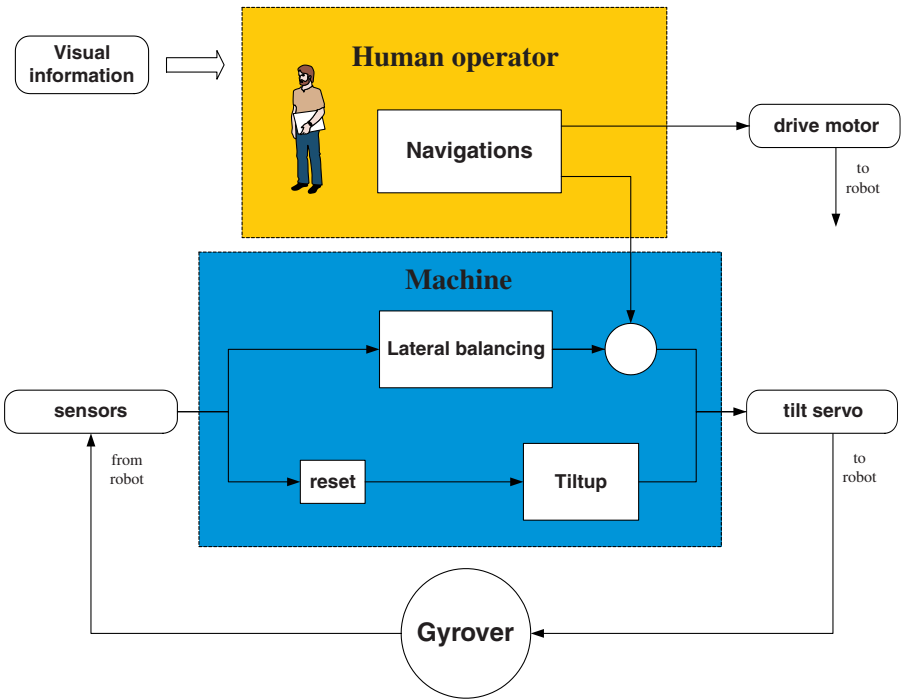 Visual
information
Human operator
Navigations
drive motor
to
robot
Machine
Lateral balancing
sensors
tilt servo
from
robot
to
robot
reset
Tiltup
Gyrover